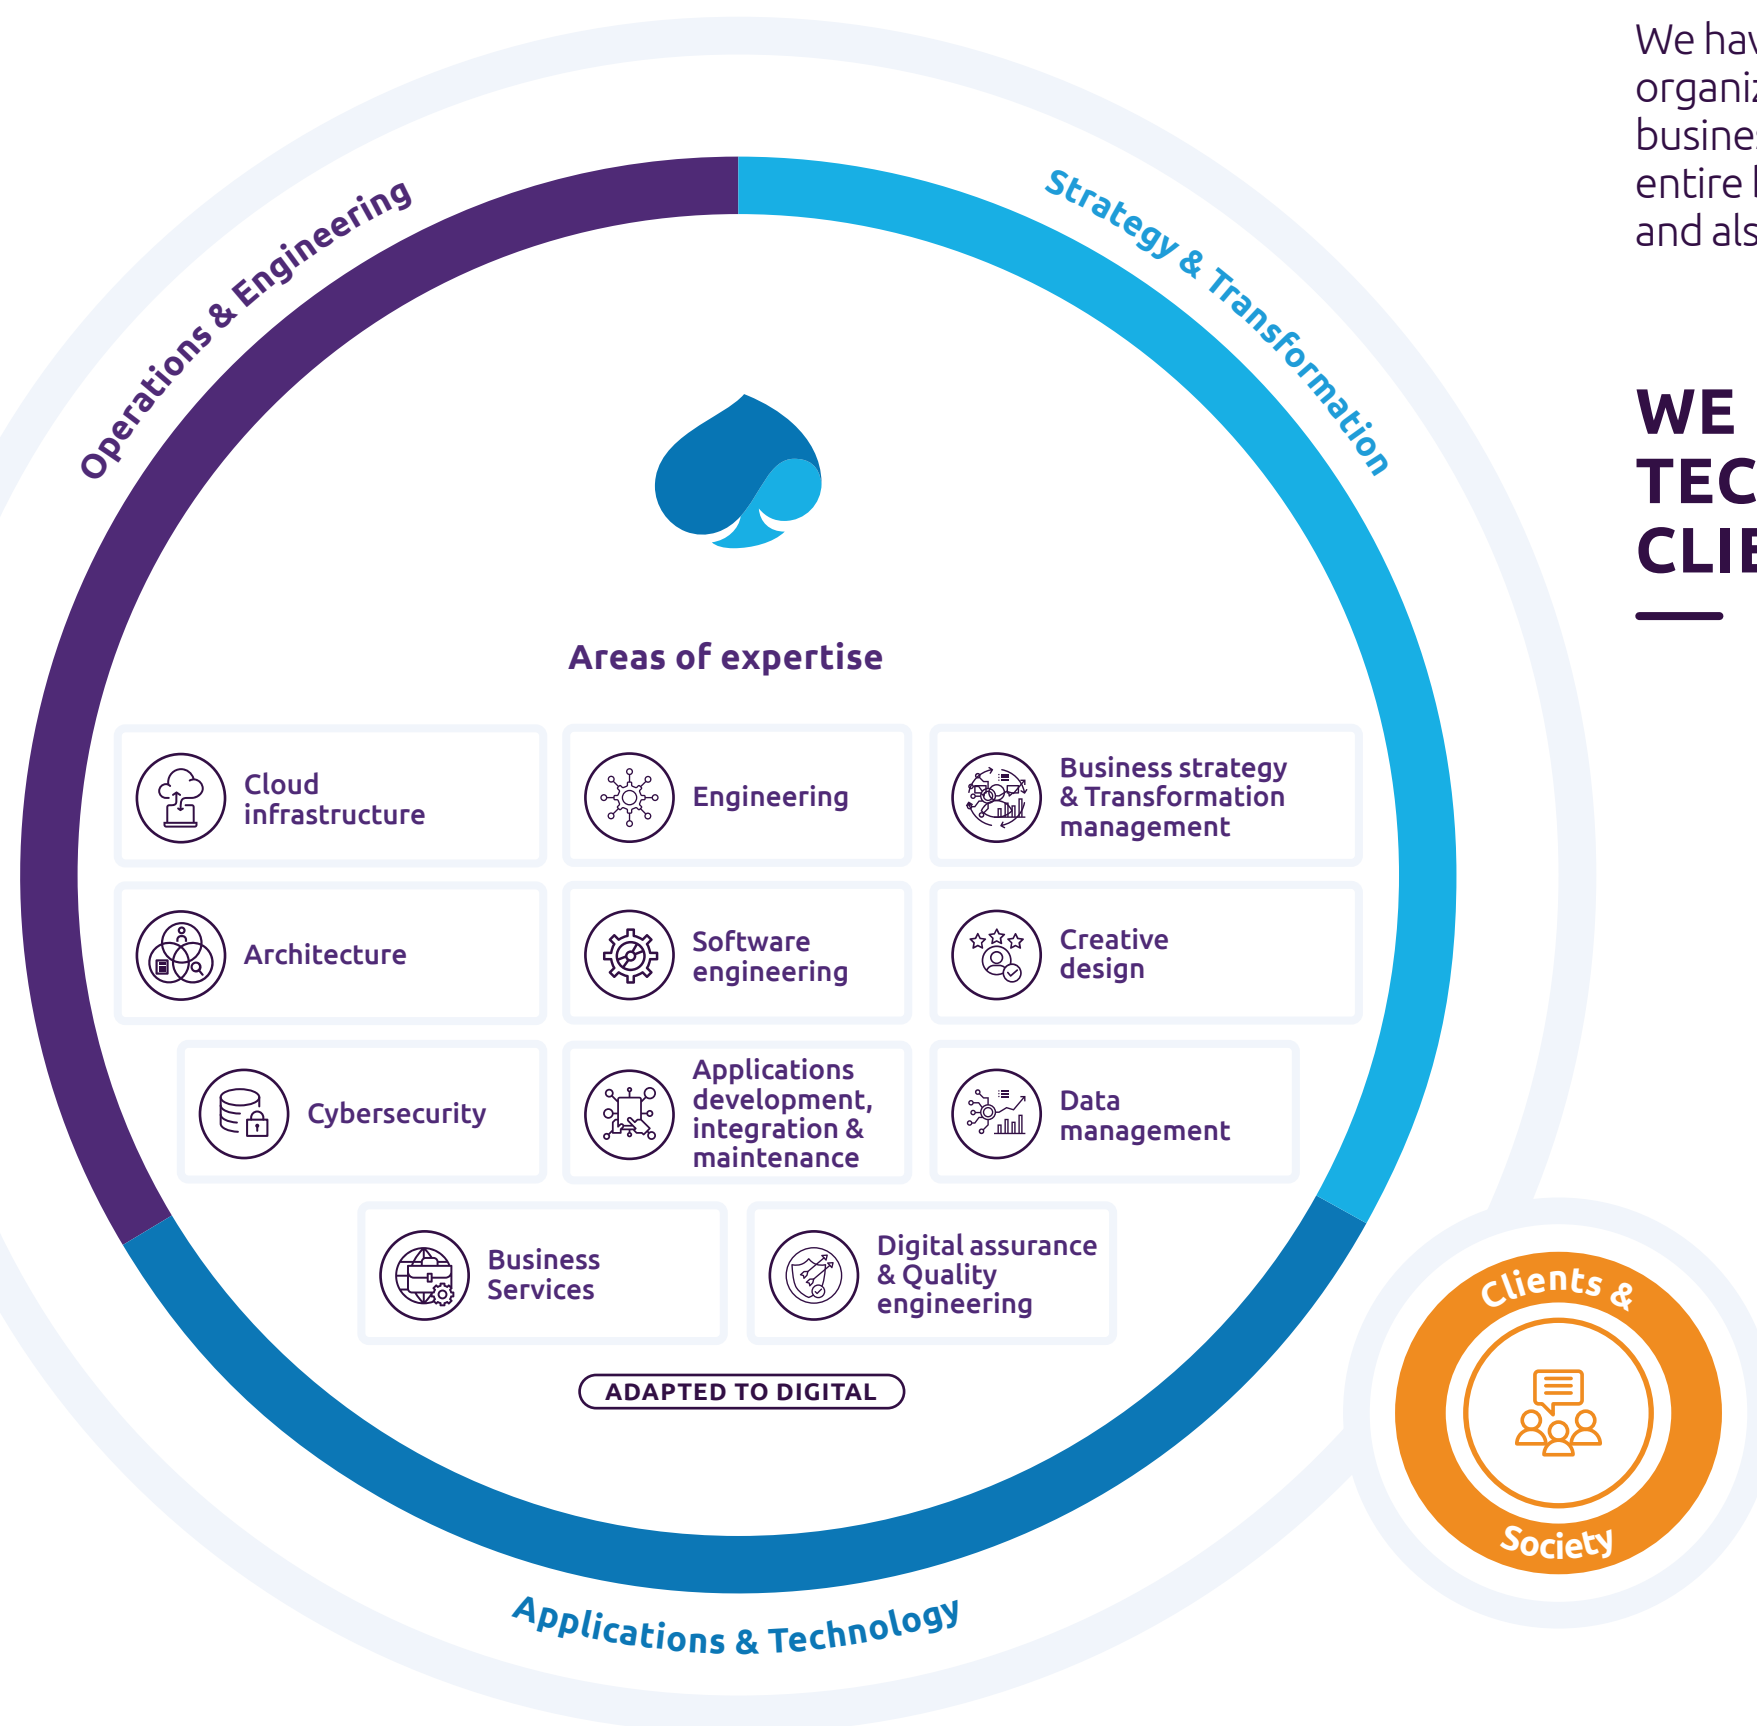 We
organiz
busines
entire
and als
WE
TEC
CLIE
Operations & Engineering
Strategy & Transformation
Areas of expertise
Cloud
infrastructure
Engineering
Business strategy
& Transformation
management
Architecture
Software
engineering
Creative
design
Cybersecurity
Applications
development,
integration &
maintenance
Data
management
Business
Services
Digital assurance
& Quality
engineering
ADAPTED TO DIGITAL
Applications & Technology
Clients &
Society